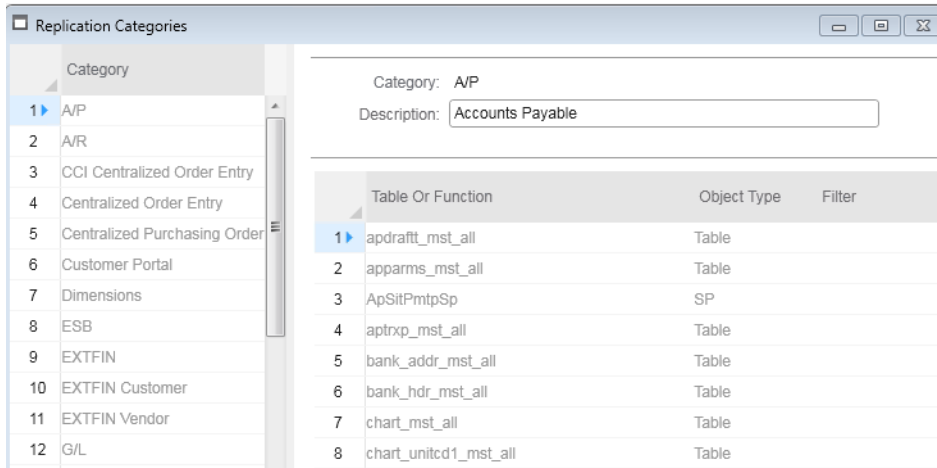 Replication Categories
Category
1 A/P
2 A/R
3 CCI Centralized Order Entry
4 Centralized Order Entry
5 Centralized Purchasing Order
6 Customer Portal
7 Dimensions
8 ESB
9 EXTFIN
10 EXTFIN Customer
11 EXTFIN Vendor
12 G/L
Category: A/P
Description: Accounts Payable
Table Or Function Object Type Filter
1 apdraftt_mst_all Table
2 apparms_mst_all Table
3 ApSitPmtpSp SP
4 aptrxp_mst_all Table
5 bank_addr_mst_all Table
6 bank_hdr_mst_all Table
7 chart_mst_all Table
8 chart_unitcd1_mst_all Table